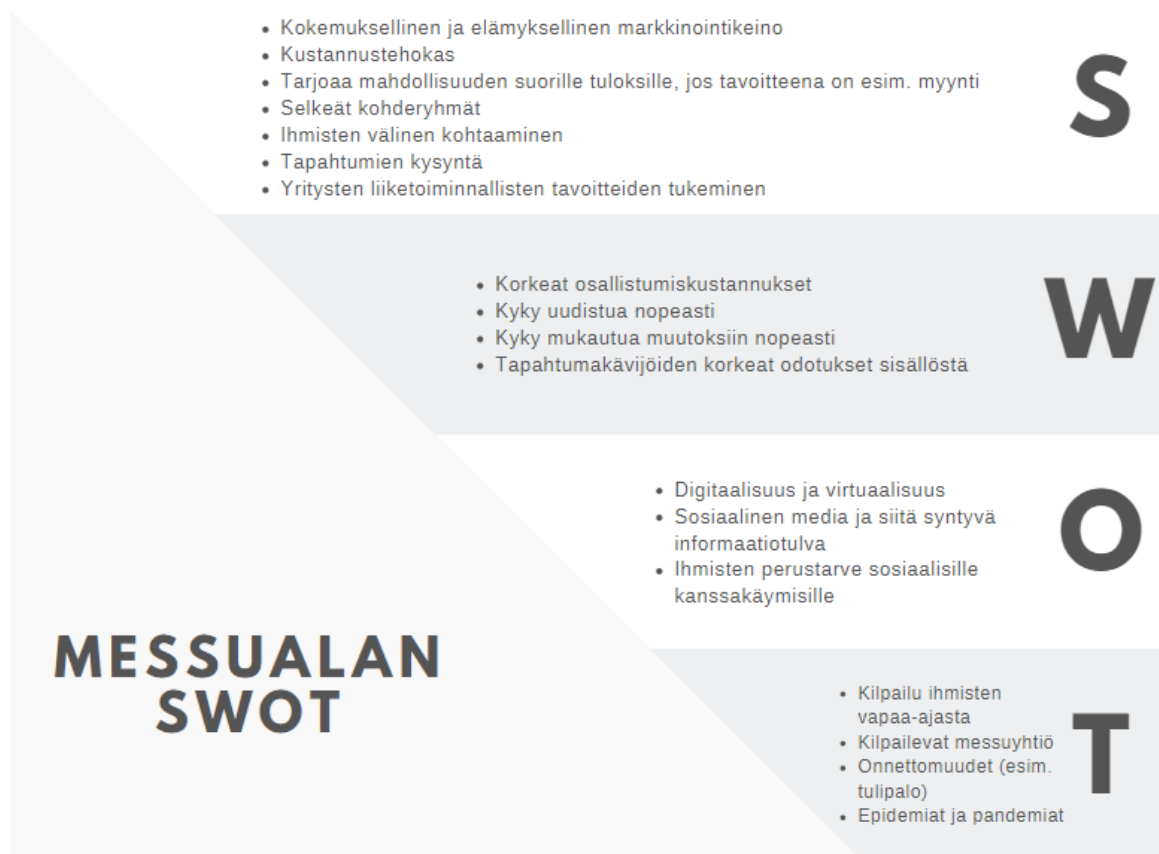 • Kokemuksellinen ja elämyksellinen markkinointikeino
• Kustannustehokas
• Tarjoaa mahdollisuuden suorille tuloksille, jos tavoitteena on esim. myynti
• Selkeät kohderyhmät
• Ihmisten välinen kohtaaminen
• Tapahtumien kysyntä
• Yritysten liiketoiminnallisten tavoitteiden tukeminen
S
• Korkeat osallistumiskustannukset
• Kyky uudistua nopeasti
• Kyky mukautua muutoksiin nopeasti
• Tapahtumakävijöiden korkeat odotukset sisällöstä
W
• Digitaalisuus ja virtuaalisuus
• Sosiaalinen media ja siitä syntyvä
informaatiotulva
• Ihmisten perustarve sosiaalisille
kanssakäymisille
O
MESSUALAN
SWOT
• Kilpailu ihmisten
vapaa-ajasta
• Kilpailevat messuyhtiö
• Onnettomuudet (esim.
tulipalo)
• Epidemiat ja pandemiat
T